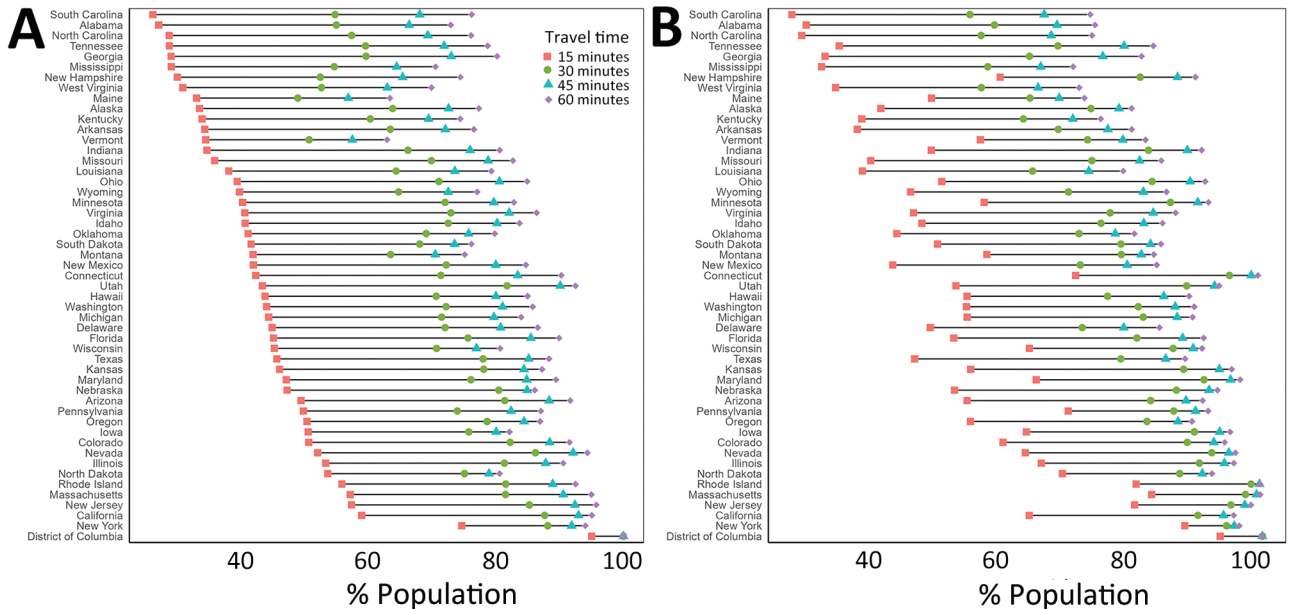 A
B
South Carolina
Alabama
North Carolina
Tennessee
Georgia
Mississippi
New Hampshire
West Virginia
Maine
Alaska
Kentucky
Arkansas
Vermont
Indiana
Missouri
Louisiana
Ohio
Wyoming
Minnesota
Virginia
Idaho
Oklahoma
South Dakota
Montana
New Mexico
Connecticut
Utah
Hawaii
Washington
Michigan
Delaware
Florida
Wisconsin
Texas
Kansas
Maryland
Nebraska
Arizona
Pennsylvania
Oregon
Iowa
Colorado
Nevada
Illinois
North Dakota
Rhode Island
Massachusetts
New Jersey
California
New York
District of Columbia
Travel time
15 minutes
30 minutes
45 minutes
60 minutes
40 60 80 100
% Population
South Carolina
Alabama
North Carolina
Tennessee
Georgia
Mississippi
New Hampshire
West Virginia
Maine
Alaska
Kentucky
Arkansas
Vermont
Indiana
Missouri
Louisiana
Ohio
Wyoming
Minnesota
Virginia
Idaho
Oklahoma
South Dakota
Montana
New Mexico
Connecticut
Utah
Hawaii
Washington
Michigan
Delaware
Florida
Wisconsin
Texas
Kansas
Maryland
Nebraska
Arizona
Pennsylvania
Oregon
Iowa
Colorado
Nevada
Illinois
North Dakota
Rhode Island
Massachusetts
New Jersey
California
New York
District of Columbia
40 60 80 100
% Population